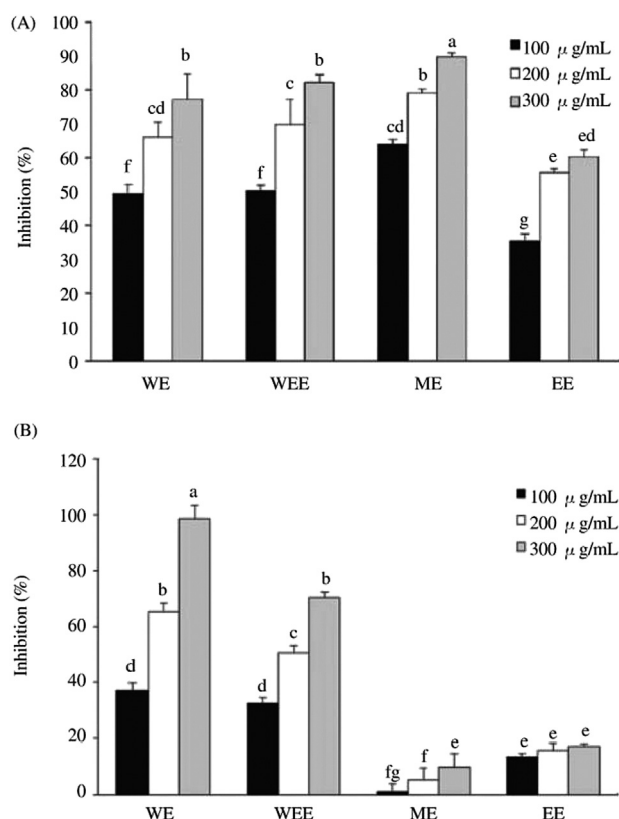 (A)
100
90
80
70
60
50
40
30
20
10
0
Inhibition (%)
100 μ g/mL
200 μ g/mL
300 μ g/mL
f cd b
f c b
cd b a
g e ed
WE WEE ME EE
(B)
120
100
80
60
40
20
0
Inhibition (%)
100 μ g/mL
200 μ g/mL
300 μ g/mL
d b a
d c b
fg f e
e e e
WE WEE ME EE